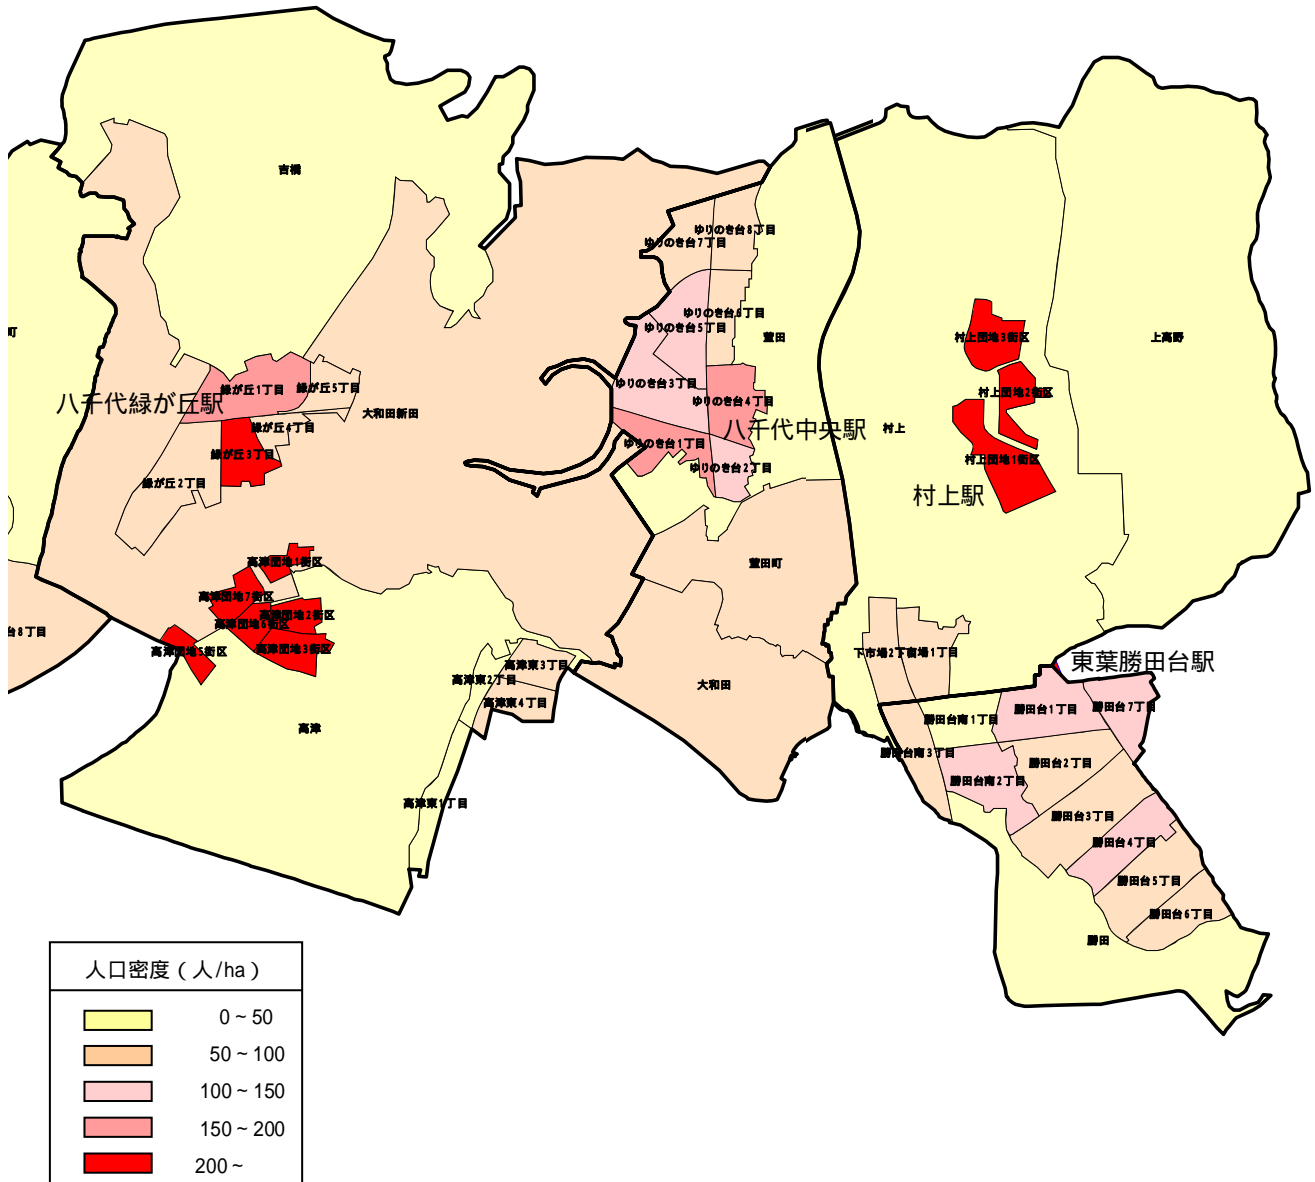 吉橋
町
緑が丘1丁目
緑が丘5丁目
八千代緑が丘駅
大和田新田
緑が丘4丁目
緑が丘3丁目
緑が丘2丁目
ゆりのき台8丁目
ゆりのき台7丁目
ゆりのき台6丁目
ゆりのき台5丁目
萱田
ゆりのき台3丁目
ゆりのき台4丁目
八千代中央駅
ゆりのき台1丁目
ゆりのき台2丁目
村上団地3街区
上高野
村上団地2街区
村上
村上団地1街区
村上駅
高津団地1街区
高津団地7街区
高津団地2街区
高津団地6街区
高津団地3街区
高津団地5街区
台8丁目
萱田町
高津東3丁目
高津東2丁目
高津東4丁目
大和田
高津
高津東1丁目
下市場2丁目
下市場1丁目
東葉勝田台駅
勝田台1丁目
勝田台7丁目
勝田台南1丁目
勝田台南3丁目
勝田台2丁目
勝田台南2丁目
勝田台3丁目
勝田台4丁目
勝田台5丁目
勝田台6丁目
勝田
人口密度(人/ha)
0~50
50~100
100~150
150~200
200~